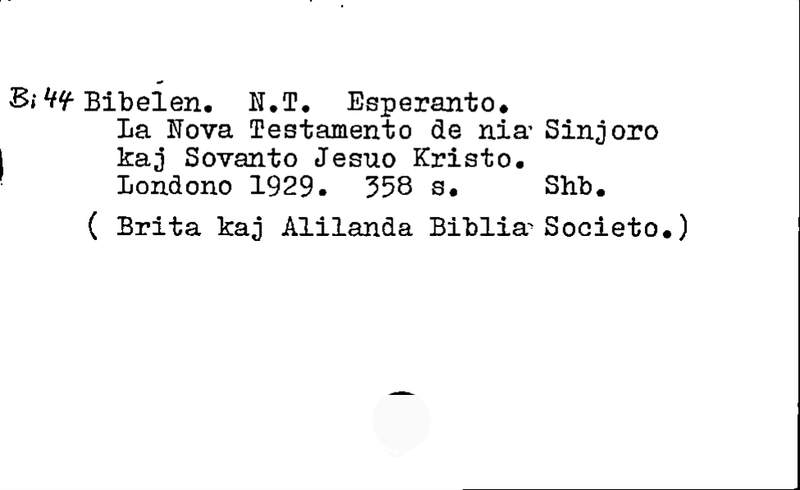 B: 44 Bibelen. N.T. Esperanto.
La Nova Testamento de nia Sinjoro
kaj Sovanto Jesuo Kristo.
Londono 1929. 358 s. Shb.
( Brita kaj Alilanda Biblia Societo.)